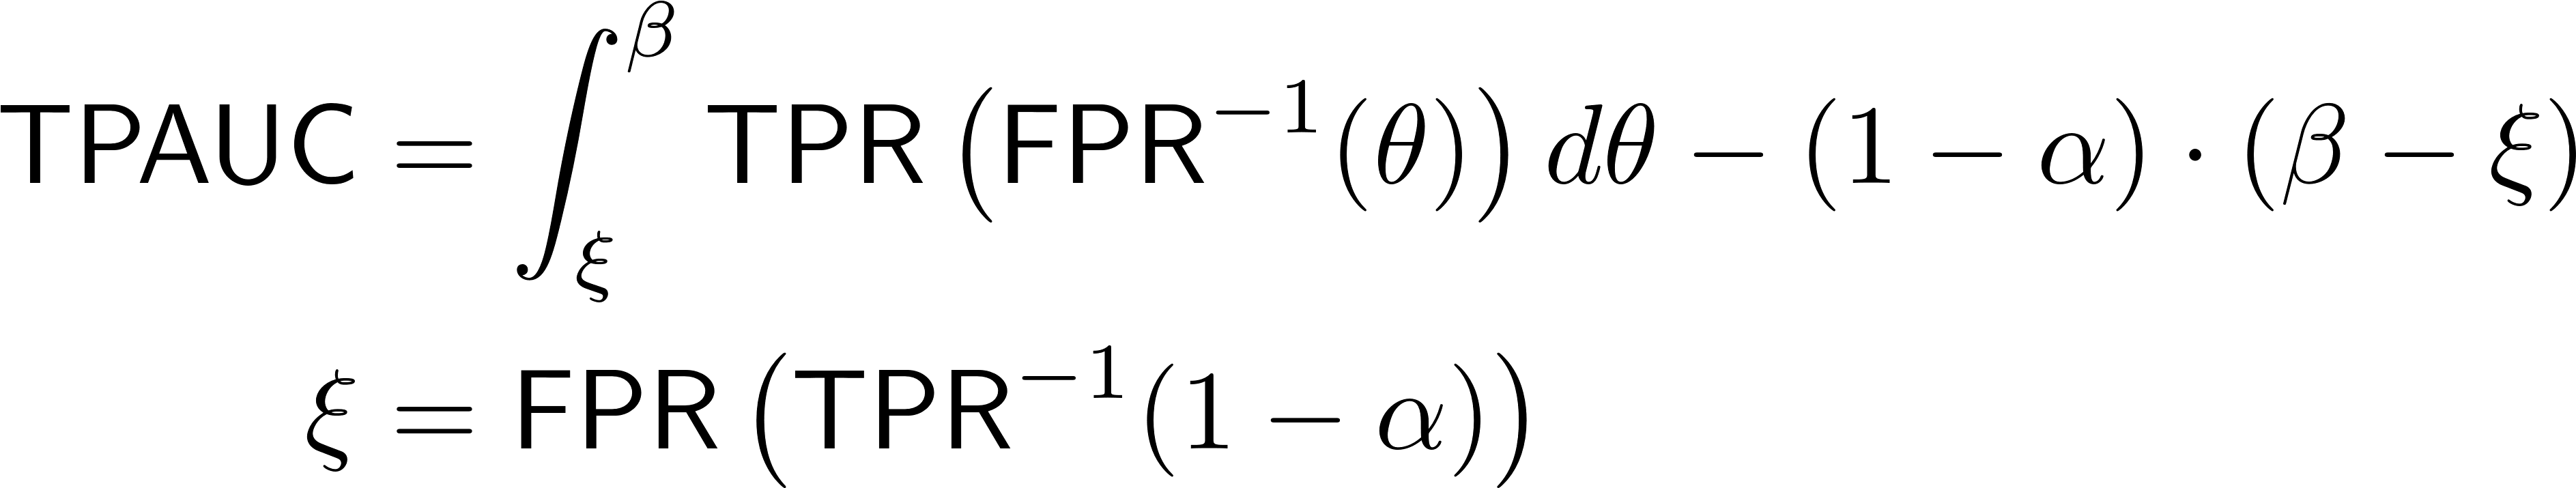 TPAUC = ∫_ξ^β TPR (FPR⁻¹(θ)) dθ − (1 − α) · (β − ξ)
ξ = FPR (TPR⁻¹(1 − α))